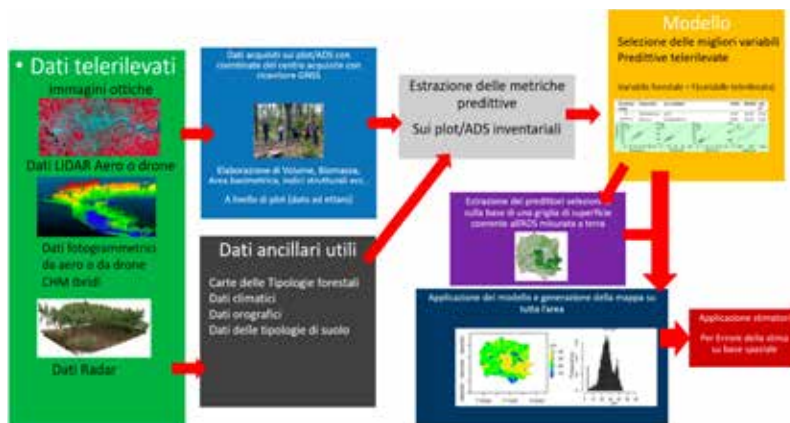 • Dati telerilevati
Immagini ottiche
Dati LIDAR Aero o drone
Dati fotogrammetrici
da aereo o da drone
CHM Ibridi
Dati Radar
Dati acquisiti sui plot/ADS con
coordinate del centro acquisite con
ricevitore GNSS
Elaborazione di Volume, Biomassa,
Area basimetrica, indici strutturali ecc..
A livello di plot (dato ad ettaro)
Dati ancillari utili
Carte delle Tipologie forestali
Dati climatici
Dati orografici
Dati delle tipologie di suolo
Estrazione delle metriche
predittive
Sui plot/ADS inventariali
Modello
Selezione delle migliori variabili
Predittive telerilevate
Variabile forestale = f(variabile telerilevata)
Estrazione dei predittori selezionati
sulla base di una griglia di superficie
coerente all'ADS misurata a terra
Applicazione del modello e generazione della mappa su
tutta l'area
Applicazione stimatori
Per Errore della stima
su base spaziale